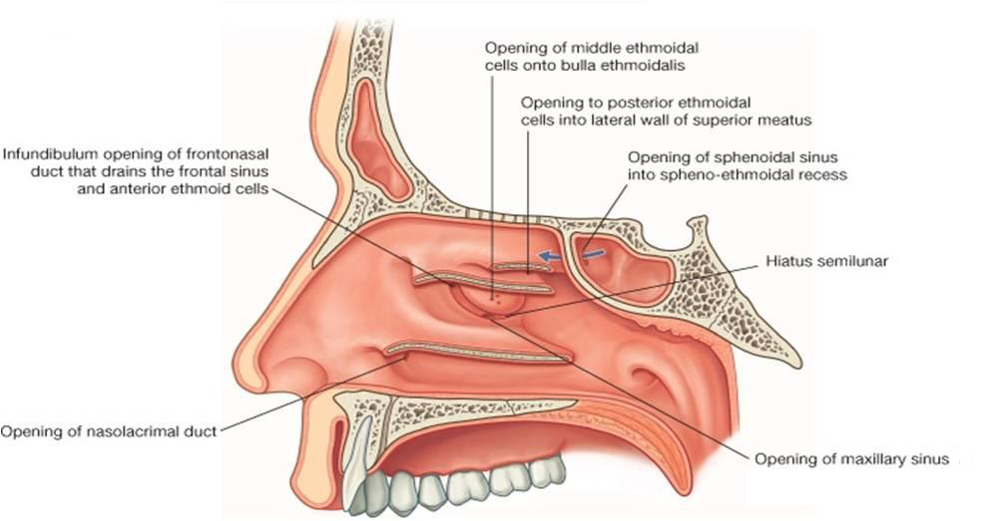 Opening of middle ethmoidal
cells onto bulla ethmoidalis
Opening to posterior ethmoidal
cells into lateral wall of superior meatus
Infundibulum opening of frontonasal
duct that drains the frontal sinus
and anterior ethmoid cells
Opening of sphenoidal sinus
into spheno-ethmoidal recess
Hiatus semilunar
Opening of nasolacrimal duct
Opening of maxillary sinus